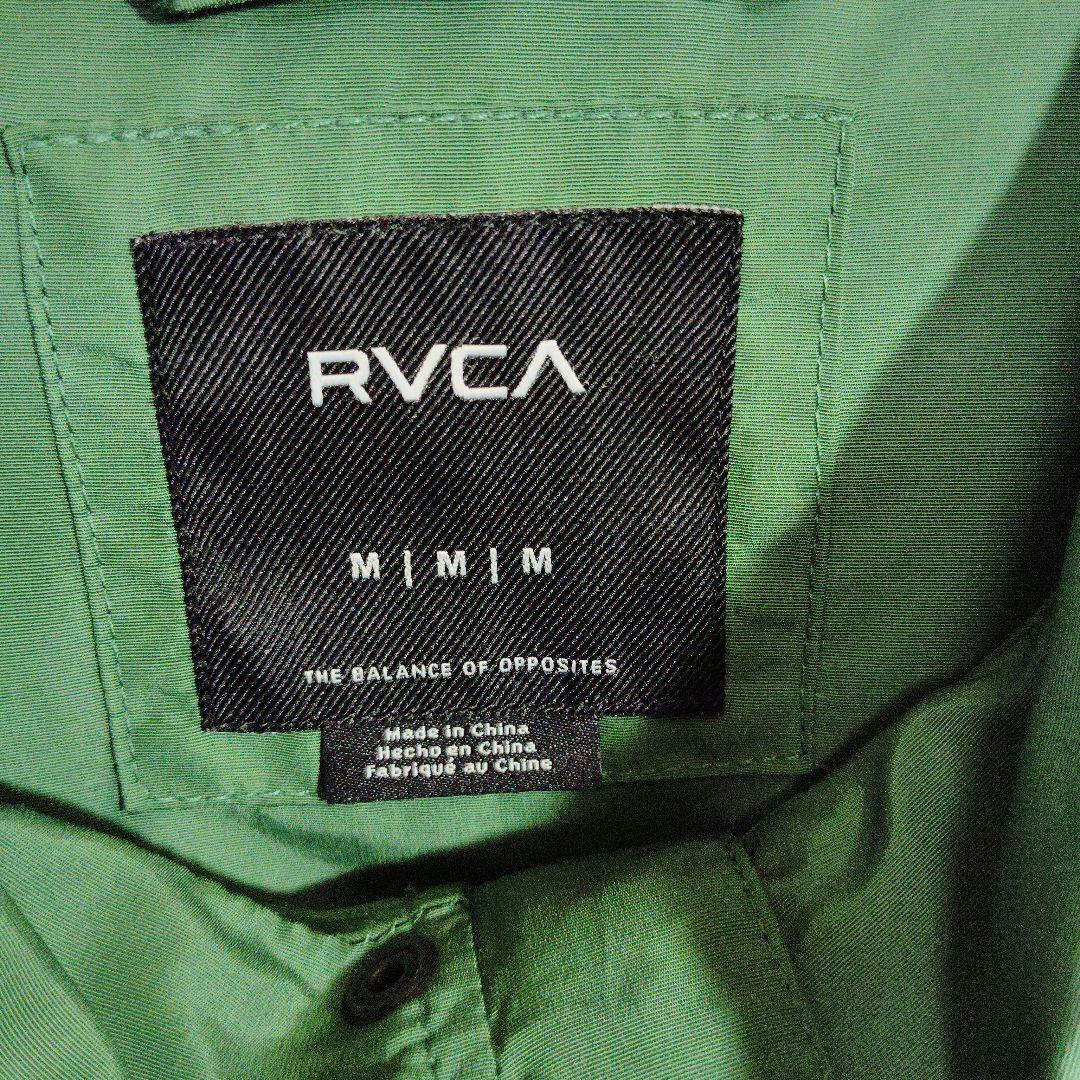 RVCA
M | M | M
THE BALANCE OF OPPOSITES
Made in China
Hecho en China
Fabriqué au Chine